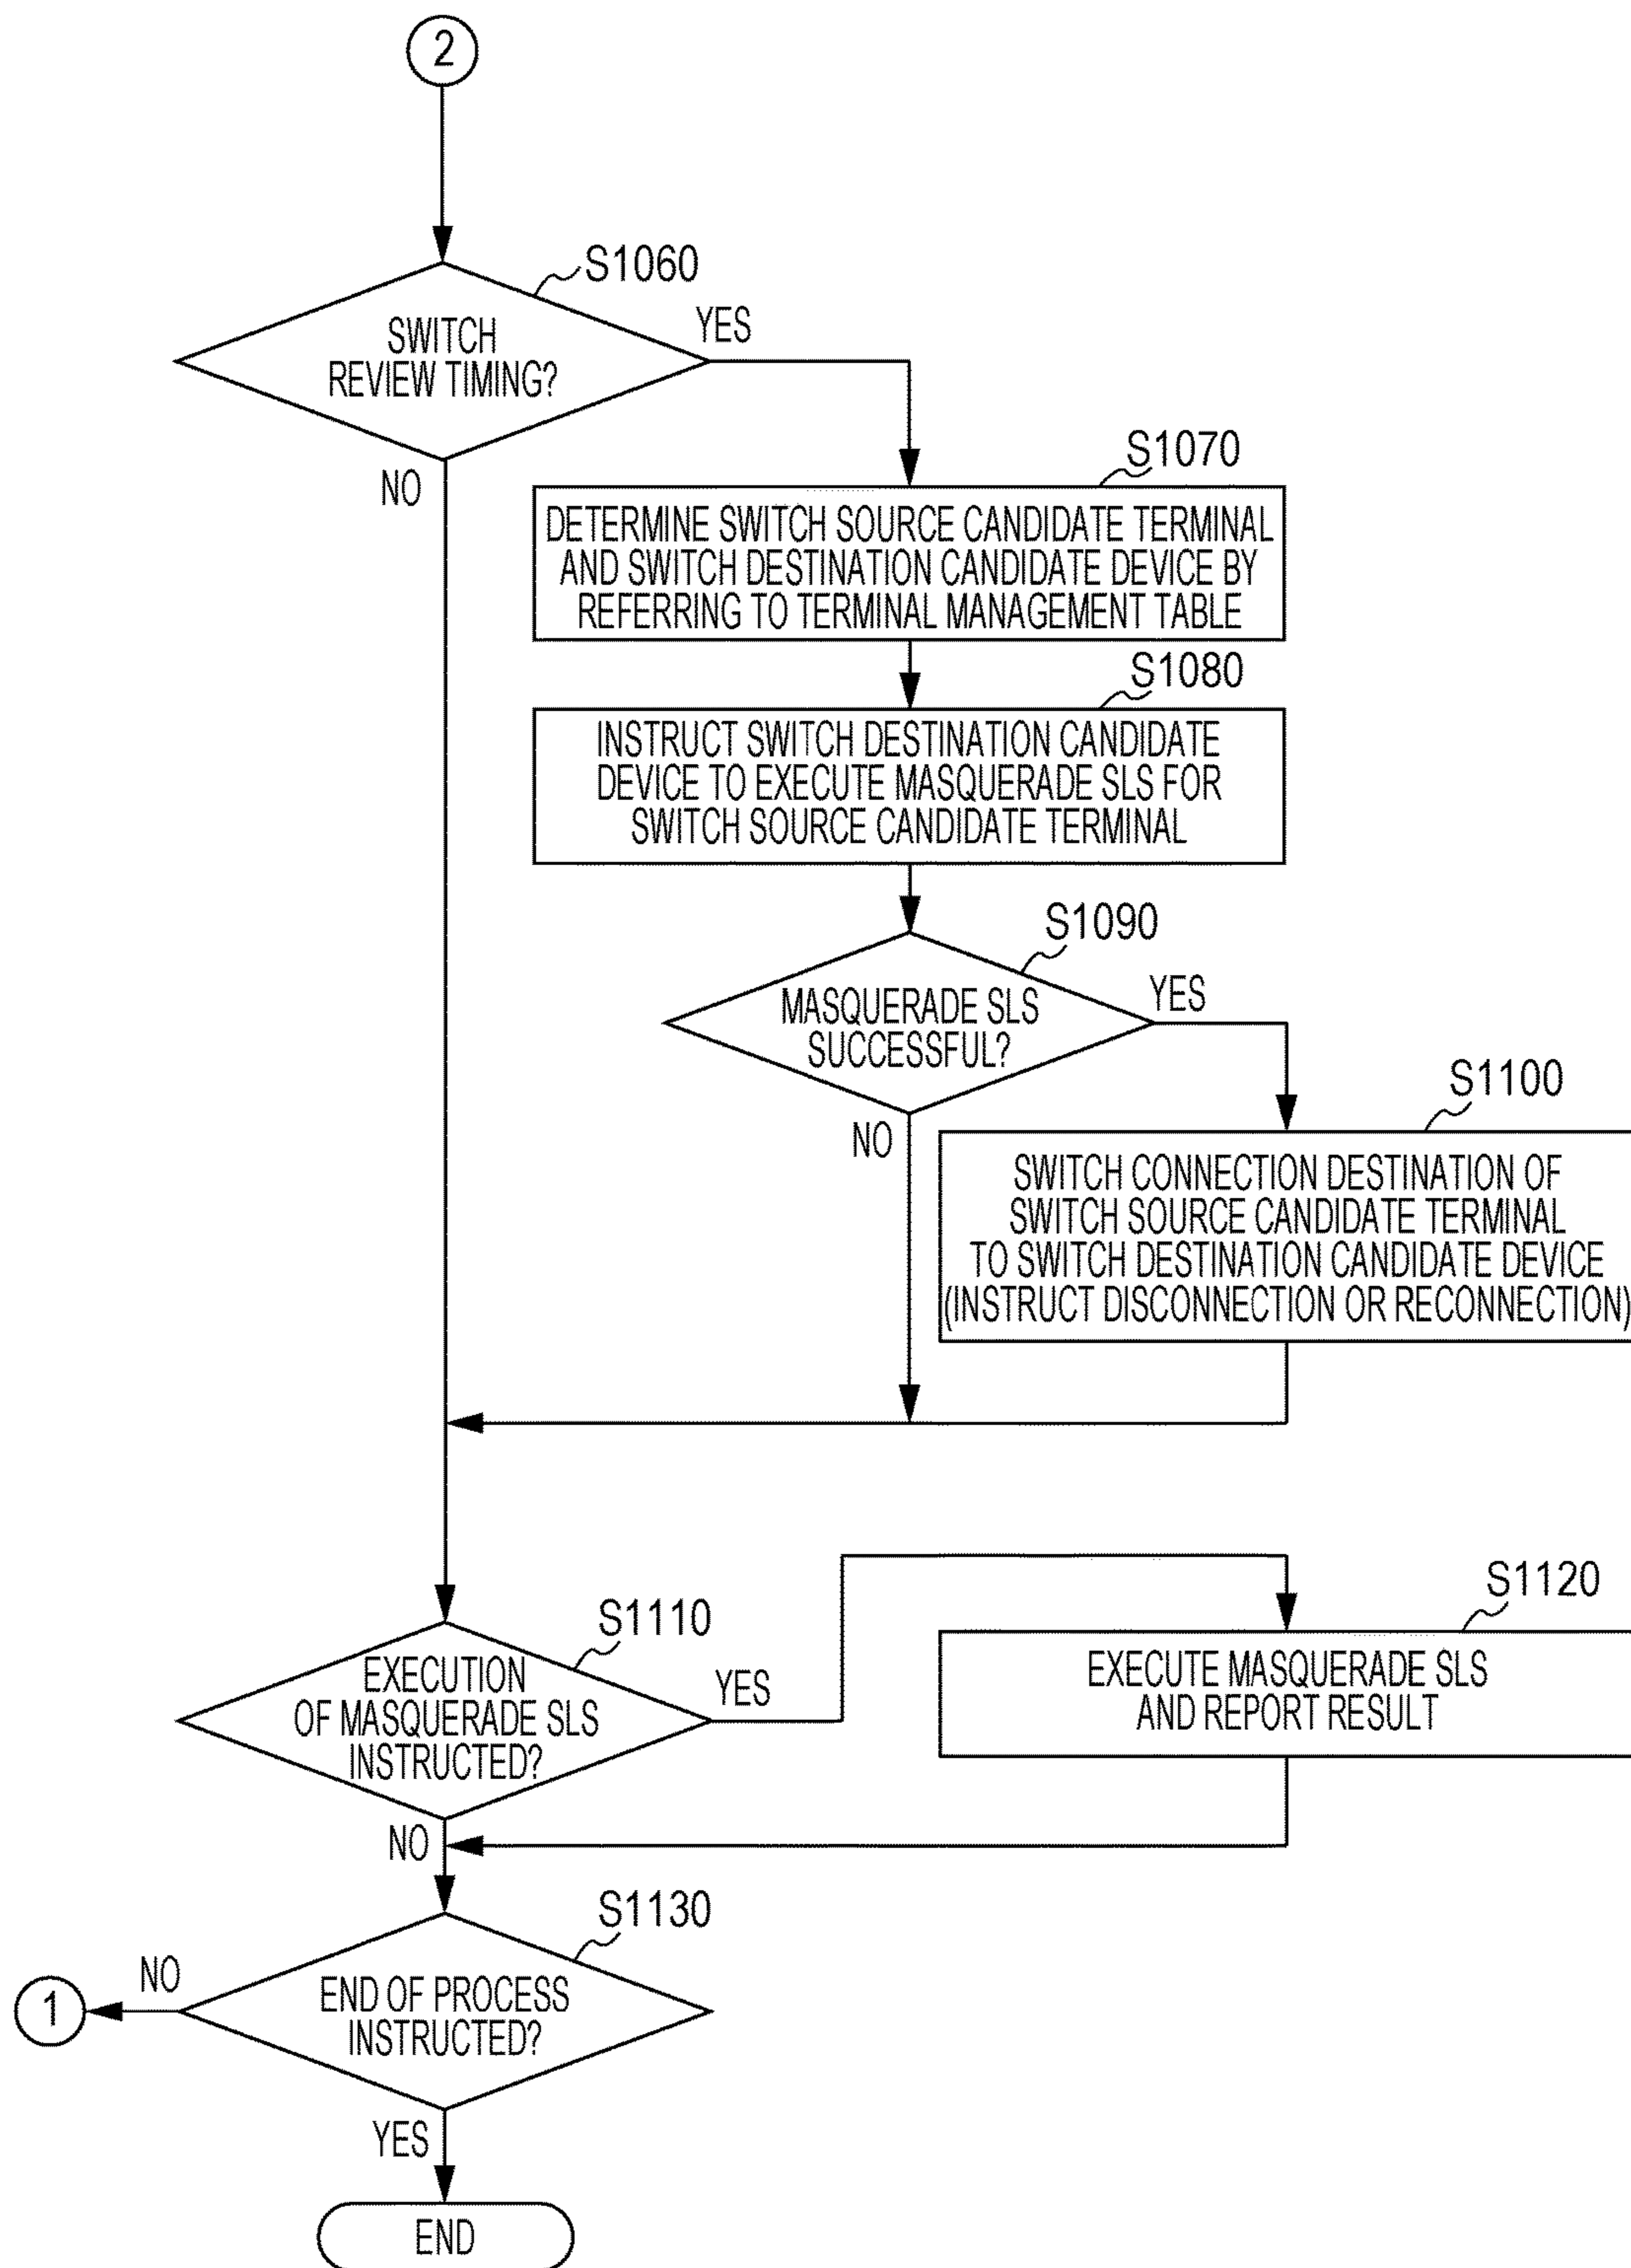 2
S1060
SWITCH
REVIEW TIMING?
YES
NO
S1070
DETERMINE SWITCH SOURCE CANDIDATE TERMINAL
AND SWITCH DESTINATION CANDIDATE DEVICE BY
REFERRING TO TERMINAL MANAGEMENT TABLE
S1080
INSTRUCT SWITCH DESTINATION CANDIDATE
DEVICE TO EXECUTE MASQUERADE SLS FOR
SWITCH SOURCE CANDIDATE TERMINAL
S1090
MASQUERADE SLS
SUCCESSFUL?
YES
NO
S1100
SWITCH CONNECTION DESTINATION OF
SWITCH SOURCE CANDIDATE TERMINAL
TO SWITCH DESTINATION CANDIDATE DEVICE
(INSTRUCT DISCONNECTION OR RECONNECTION)
S1110
EXECUTION
OF MASQUERADE SLS
INSTRUCTED?
YES
NO
S1120
EXECUTE MASQUERADE SLS
AND REPORT RESULT
S1130
END OF PROCESS
INSTRUCTED?
NO
1
YES
END